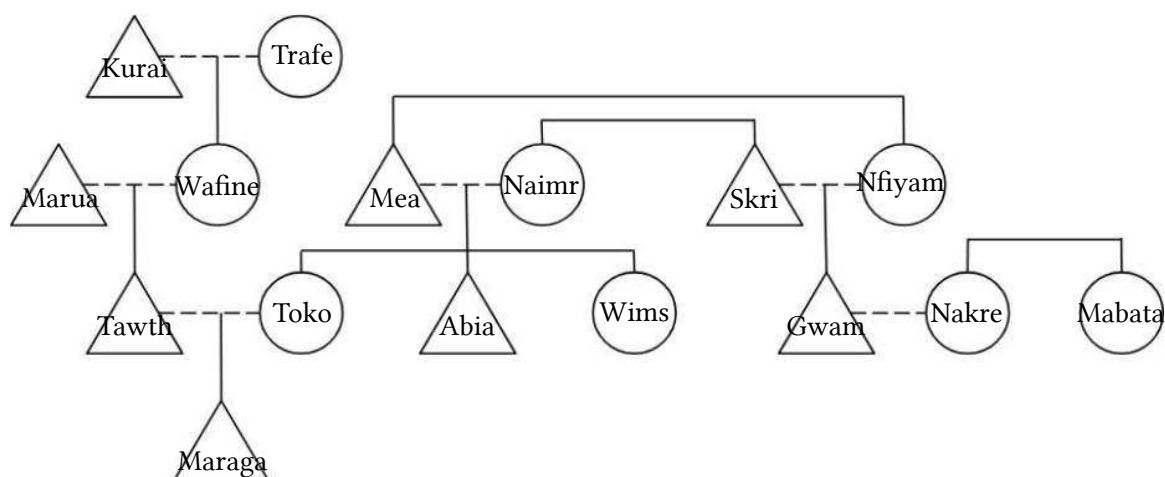 Kurai
Trafe
Marua
Wafine
Mea
Naimr
Skri
Nfiyam
Tawth
Toko
Abia
Wims
Gwam
Nakre
Mabata
Maraga